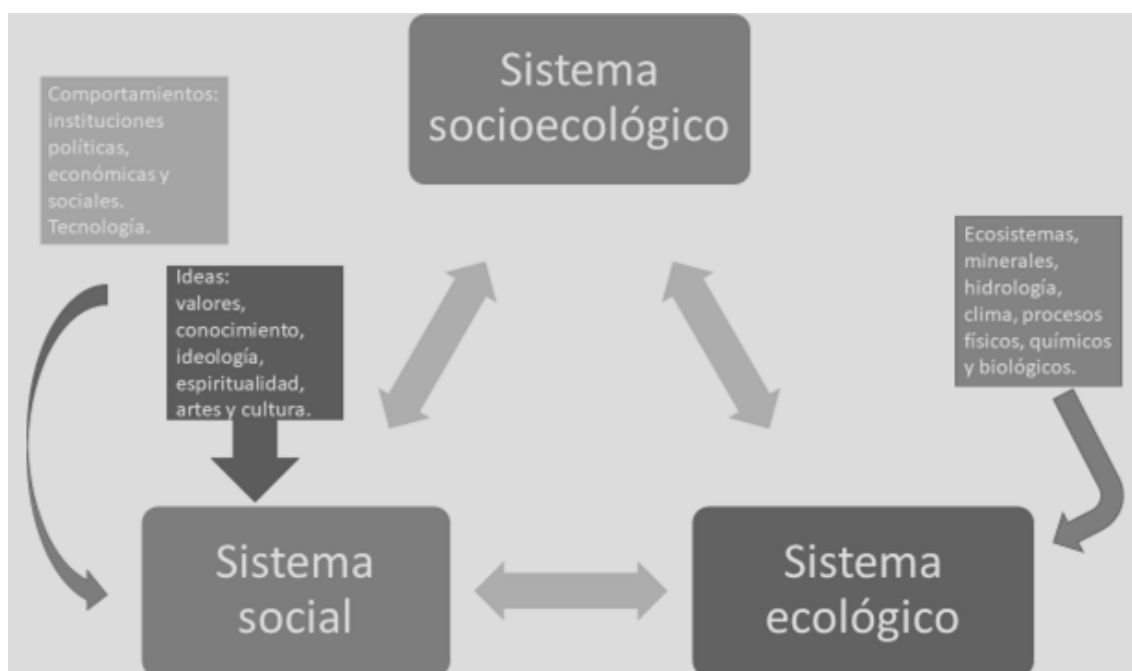 Sistema
socioecológico
Comportamientos:
instituciones
políticas,
económicas y
sociales.
Tecnología.
Ideas:
valores,
conocimiento,
ideología,
espiritualidad,
artes y cultura.
Ecosistemas,
minerales,
hidrología,
clima, procesos
físicos, químicos
y biológicos.
Sistema
social
Sistema
ecológico